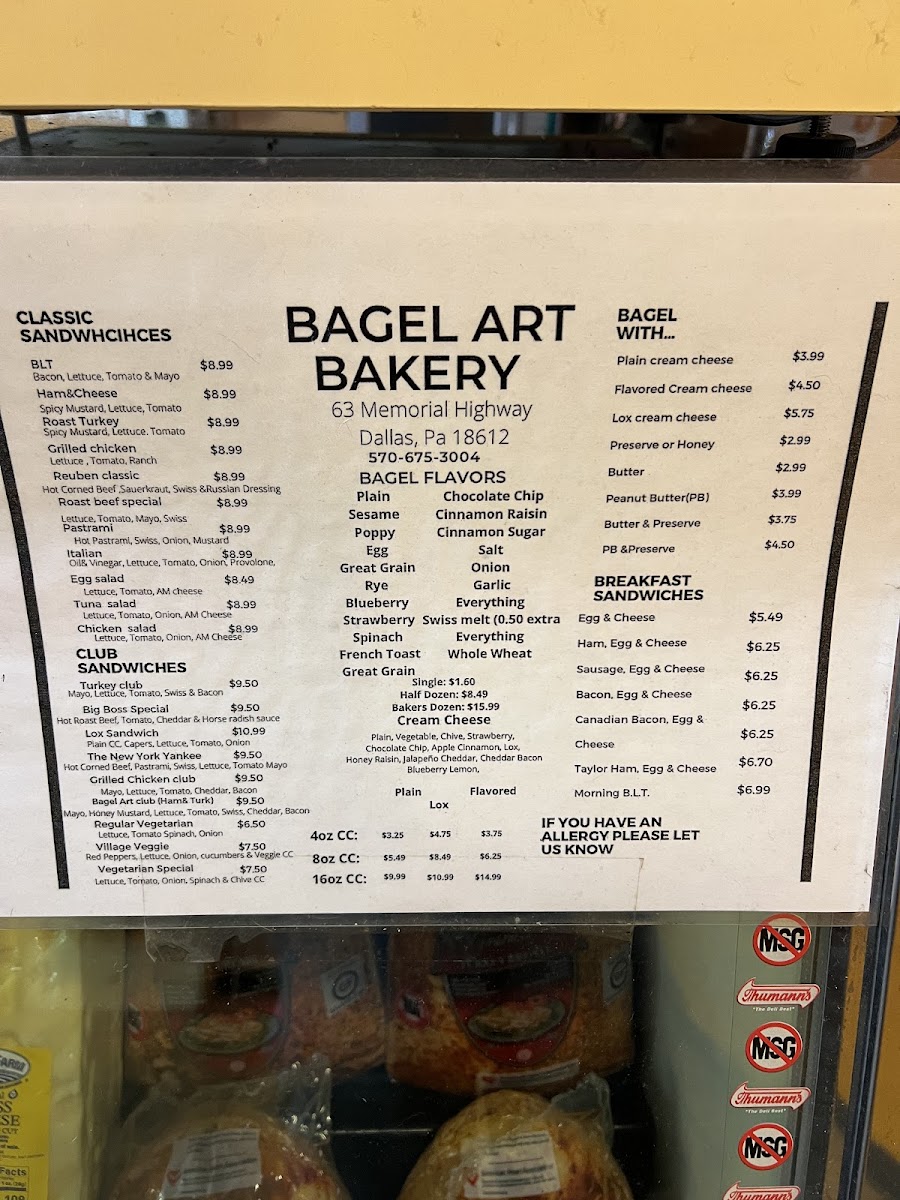 CLASSIC
SANDWHCIHCES
BLT $8.99
Bacon, Lettuce, Tomato & Mayo
Ham&Cheese $8.99
Spicy Mustard, Lettuce, Tomato
Roast Turkey $8.99
Spicy Mustard, Lettuce. Tomato
Grilled chicken $8.99
Lettuce , Tomato, Ranch
Reuben classic $8.99
Hot Corned Beef ,Sauerkraut, Swiss &Russian Dressing
Roast beef special $8.99
Lettuce, Tomato, Mayo, Swiss
Pastrami $8.99
Hot Pastrami, Swiss, Onion, Mustard
Italian $8.99
Oil& Vinegar, Lettuce, Tomato, Onion, Provolone,
Egg salad $8.49
Lettuce, Tomato, AM cheese
Tuna salad $8.99
Lettuce, Tomato, Onion, AM Cheese
Chicken salad $8.99
Lettuce, Tomato, Onion, AM Cheese
CLUB
SANDWICHES
Turkey club $9.50
Mayo, Lettuce, Tomato, Swiss & Bacon
Big Boss Special $9.50
Hot Roast Beef, Tomato, Cheddar & Horse radish sauce
Lox Sandwich $10.99
Plain CC, Capers, Lettuce, Tomato, Onion
The New York Yankee $9.50
Hot Corned Beef, Pastrami, Swiss, Lettuce, Tomato Mayo
Grilled Chicken club $9.50
Mayo, Lettuce, Tomato, Cheddar, Bacon
Bagel Art club (Ham& Turk) $9.50
Mayo, Honey Mustard, Lettuce, Tomato, Swiss, Cheddar, Bacon
Regular Vegetarian $6.50
Lettuce, Tomato Spinach, Onion
Village Veggie $7.50
Red Peppers, Lettuce, Onion, cucumbers & Veggie CC
Vegetarian Special $7.50
Lettuce, Tomato, Onion, Spinach & Chive CC
BAGEL ART
BAKERY
63 Memorial Highway
Dallas, Pa 18612
570-675-3004
BAGEL FLAVORS
Plain Chocolate Chip
Sesame Cinnamon Raisin
Poppy Cinnamon Sugar
Egg Salt
Great Grain Onion
Rye Garlic
Blueberry Everything
Strawberry Swiss melt (0.50 extra
Spinach Everything
French Toast Whole Wheat
Great Grain
Single: $1.60
Half Dozen: $8.49
Bakers Dozen: $15.99
Cream Cheese
Plain, Vegetable, Chive, Strawberry,
Chocolate Chip, Apple Cinnamon, Lox,
Honey Raisin, Jalapeño Cheddar, Cheddar Bacon
Blueberry Lemon,
Plain Flavored
Lox
4oz CC: $3.25 $4.75 $3.75
8oz CC: $5.49 $8.49 $6.25
16oz CC: $9.99 $10.99 $14.99
BAGEL
WITH...
Plain cream cheese $3.99
Flavored Cream cheese $4.50
Lox cream cheese $5.75
Preserve or Honey $2.99
Butter $2.99
Peanut Butter(PB) $3.99
Butter & Preserve $3.75
PB &Preserve $4.50
BREAKFAST
SANDWICHES
Egg & Cheese $5.49
Ham, Egg & Cheese $6.25
Sausage, Egg & Cheese $6.25
Bacon, Egg & Cheese $6.25
Canadian Bacon, Egg & $6.25
Cheese
Taylor Ham, Egg & Cheese $6.70
Morning B.L.T. $6.99
IF YOU HAVE AN
ALLERGY PLEASE LET
US KNOW
MSG
Thumann's
"The Deli Best"
MSG
Thumann's
"The Deli Best"
MSG
Thumann's
Facts